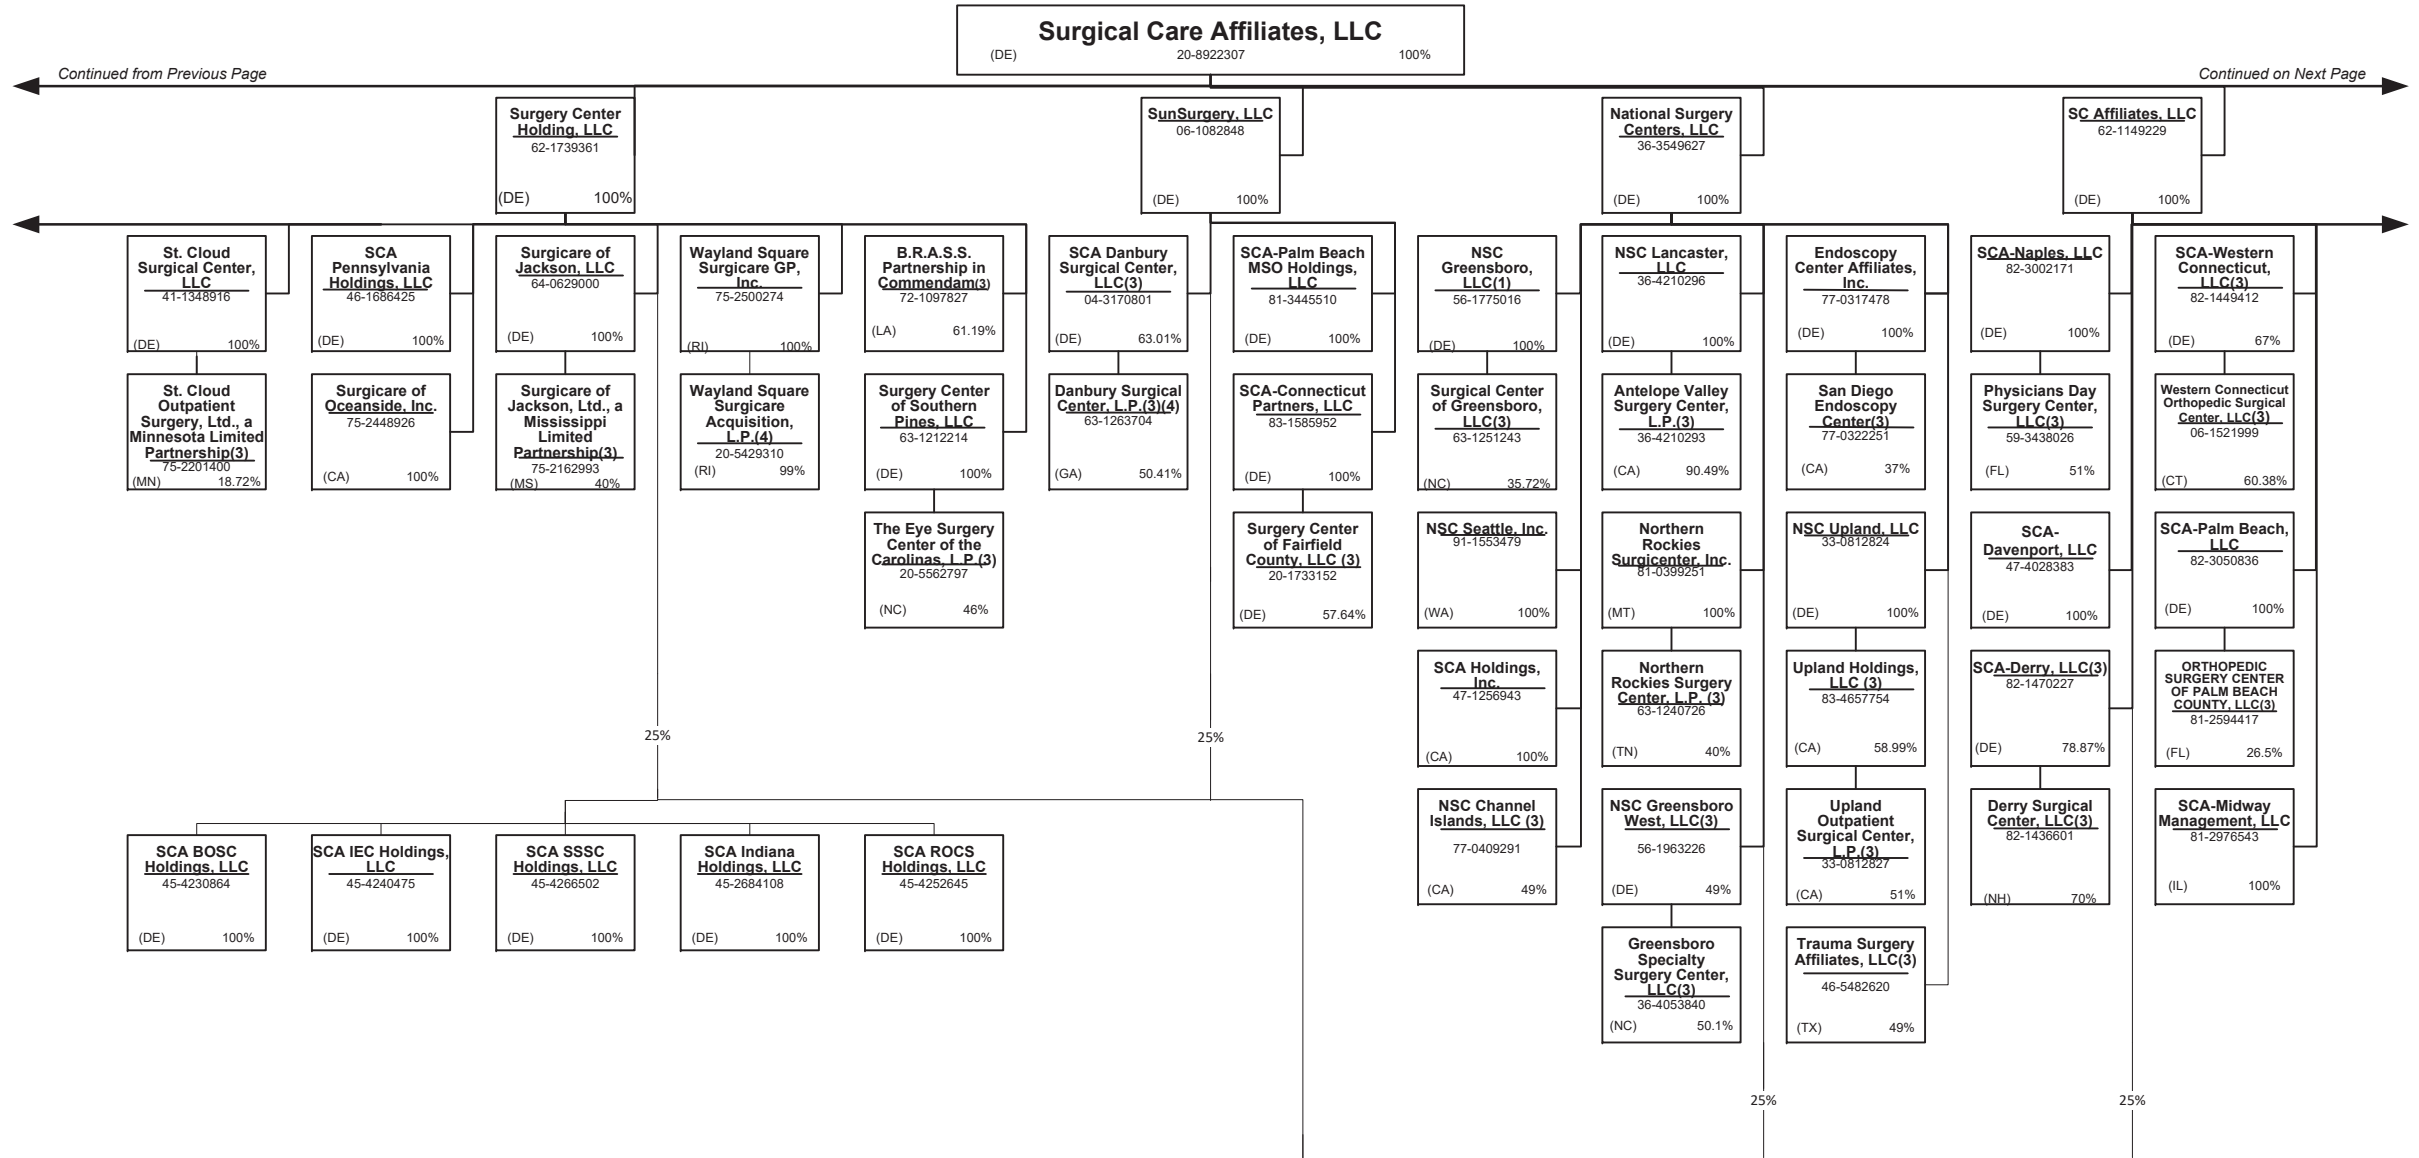 Surgical Care Affiliates, LLC
(DE) 20-8922307 100%
Continued from Previous Page
Continued on Next Page
Surgery Center
Holding, LLC
62-1739361
(DE) 100%
SunSurgery, LLC
06-1082848
(DE) 100%
National Surgery
Centers, LLC
36-3549627
(DE) 100%
SC Affiliates, LLC
62-1149229
(DE) 100%
St. Cloud
Surgical Center,
LLC
41-1348916
(DE) 100%
SCA
Pennsylvania
Holdings, LLC
46-1686425
(DE) 100%
Surgicare of
Jackson, LLC
64-0629000
(DE) 100%
Wayland Square
Surgicare GP,
Inc.
75-2500274
(RI) 100%
B.R.A.S.S.
Partnership in
Commendam(3)
72-1097827
(LA) 61.19%
SCA Danbury
Surgical Center,
LLC(3)
04-3170801
(DE) 63.01%
SCA-Palm Beach
MSO Holdings,
LLC
81-3445510
(DE) 100%
NSC
Greensboro,
LLC(1)
56-1775016
(DE) 100%
NSC Lancaster,
LLC
36-4210296
(DE) 100%
Endoscopy
Center Affiliates,
Inc.
77-0317478
(DE) 100%
SCA-Naples, LLC
82-3002171
(DE) 100%
SCA-Western
Connecticut,
LLC(3)
82-1449412
(DE) 67%
St. Cloud
Outpatient
Surgery, Ltd., a
Minnesota Limited
Partnership(3)
75-2201400
(MN) 18.72%
Surgicare of
Oceanside, Inc.
75-2448926
(CA) 100%
Surgicare of
Jackson, Ltd., a
Mississippi
Limited
Partnership(3)
75-2162993
(MS) 40%
Wayland Square
Surgicare
Acquisition,
L.P.(4)
20-5429310
(RI) 99%
Surgery Center
of Southern
Pines, LLC
63-1212214
(DE) 100%
Danbury Surgical
Center, L.P.(3)(4)
63-1263704
(GA) 50.41%
SCA-Connecticut
Partners, LLC
83-1585952
(DE) 100%
Surgical Center
of Greensboro,
LLC(3)
63-1251243
(NC) 35.72%
Antelope Valley
Surgery Center,
L.P.(3)
36-4210293
(CA) 90.49%
San Diego
Endoscopy
Center(3)
77-0322251
(CA) 37%
Physicians Day
Surgery Center,
LLC(3)
59-3438026
(FL) 51%
Western Connecticut
Orthopedic Surgical
Center, LLC(3)
06-1521999
(CT) 60.38%
The Eye Surgery
Center of the
Carolinas, L.P.(3)
20-5562797
(NC) 46%
Surgery Center
of Fairfield
County, LLC (3)
20-1733152
(DE) 57.64%
NSC Seattle, Inc.
91-1553479
(WA) 100%
Northern
Rockies
Surgicenter, Inc.
81-0399251
(MT) 100%
NSC Upland, LLC
33-0812824
(DE) 100%
SCA-
Davenport, LLC
47-4028383
(DE) 100%
SCA-Palm Beach,
LLC
82-3050836
(DE) 100%
SCA Holdings,
Inc.
47-1256943
(CA) 100%
Northern
Rockies Surgery
Center, L.P. (3)
63-1240726
(TN) 40%
Upland Holdings,
LLC (3)
83-4657754
(CA) 58.99%
SCA-Derry, LLC(3)
82-1470227
(DE) 78.87%
ORTHOPEDIC
SURGERY CENTER
OF PALM BEACH
COUNTY, LLC(3)
81-2594417
(FL) 26.5%
25%
25%
NSC Channel
Islands, LLC (3)
77-0409291
(CA) 49%
NSC Greensboro
West, LLC(3)
56-1963226
(DE) 49%
Upland
Outpatient
Surgical Center,
L.P.(3)
33-0812827
(CA) 51%
Derry Surgical
Center, LLC(3)
82-1436601
(NH) 70%
SCA-Midway
Management, LLC
81-2976543
(IL) 100%
SCA BOSC
Holdings, LLC
45-4230864
(DE) 100%
SCA IEC Holdings,
LLC
45-4240475
(DE) 100%
SCA SSSC
Holdings, LLC
45-4266502
(DE) 100%
SCA Indiana
Holdings, LLC
45-2684108
(DE) 100%
SCA ROCS
Holdings, LLC
45-4252645
(DE) 100%
Greensboro
Specialty
Surgery Center,
LLC(3)
36-4053840
(NC) 50.1%
Trauma Surgery
Affiliates, LLC(3)
46-5482620
(TX) 49%
25%
25%